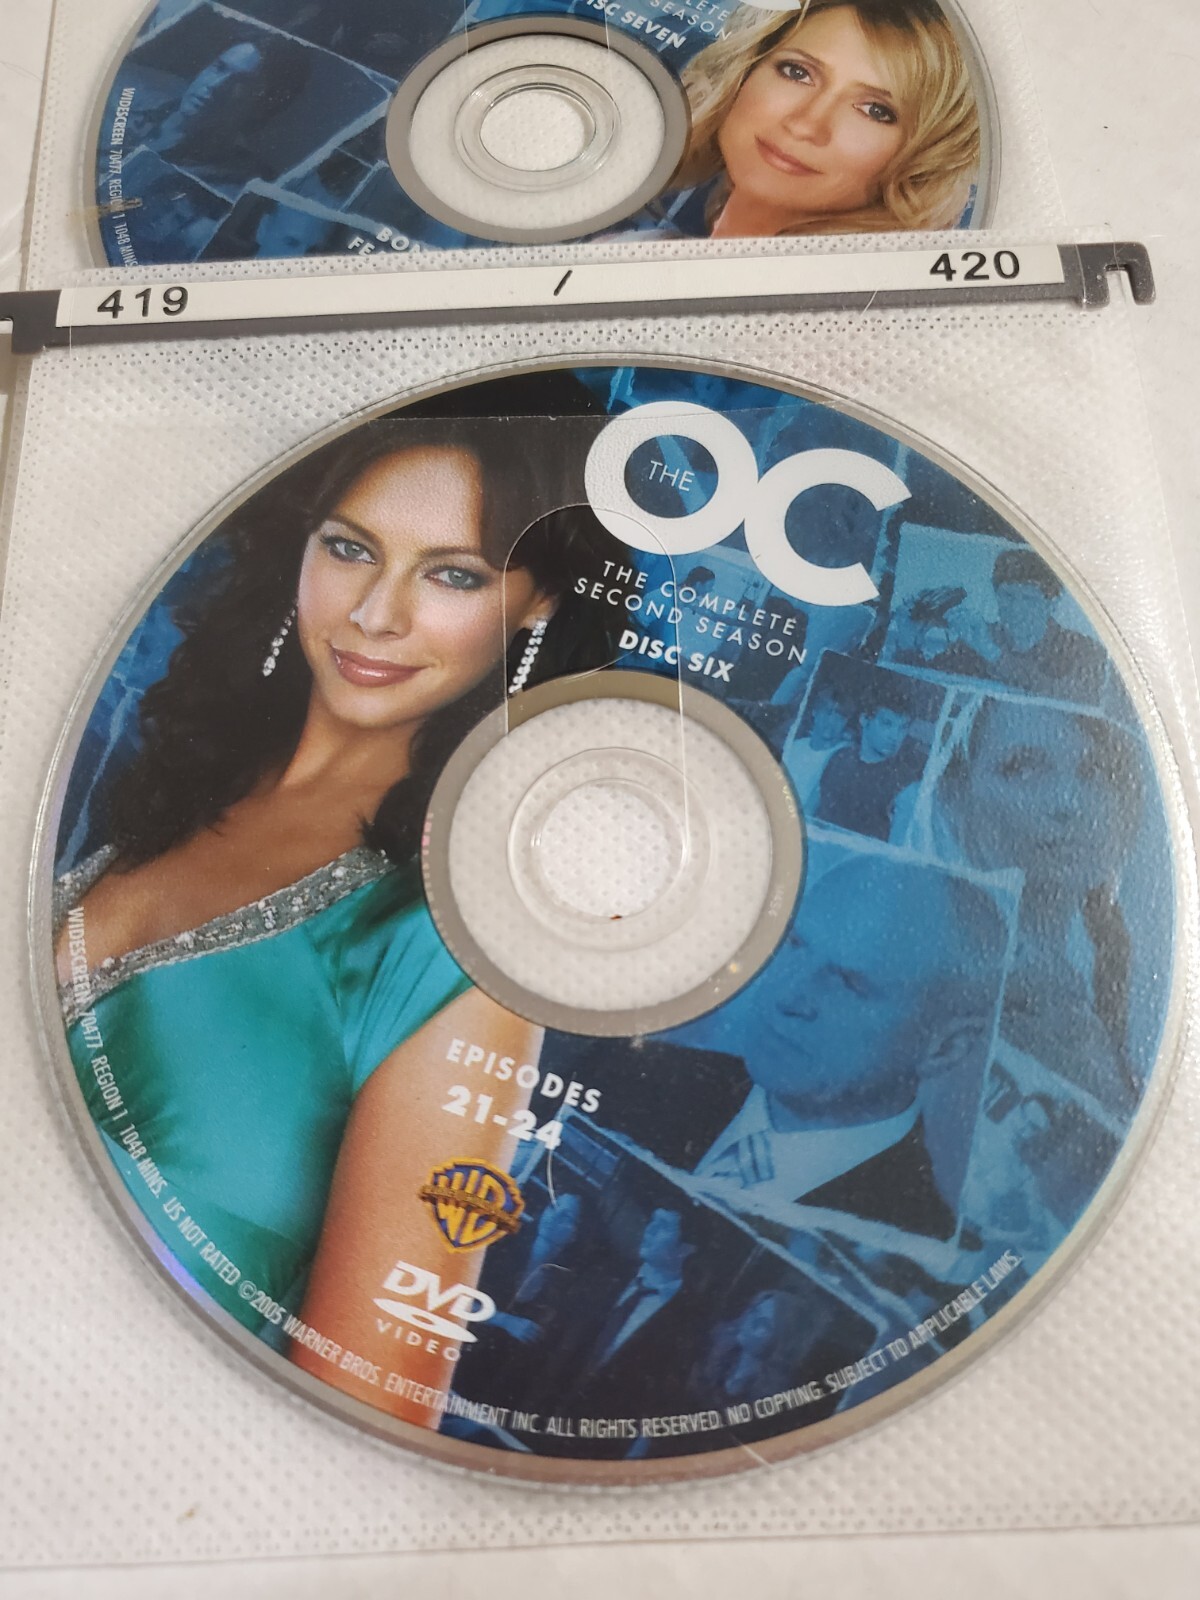 SEASON
DISC SEVEN
WIDESCREEN 70477 REGION 1 1048 MINS
419 / 420
THE OC
THE COMPLETE
SECOND SEASON
DISC SIX
EPISODES
21-24
WB
DVD
VIDEO
WIDESCREEN 70477 REGION 1 1048 MINS. US NOT RATED ©2005 WARNER BROS. ENTERTAINMENT INC. ALL RIGHTS RESERVED. NO COPYING. SUBJECT TO APPLICABLE LAWS.